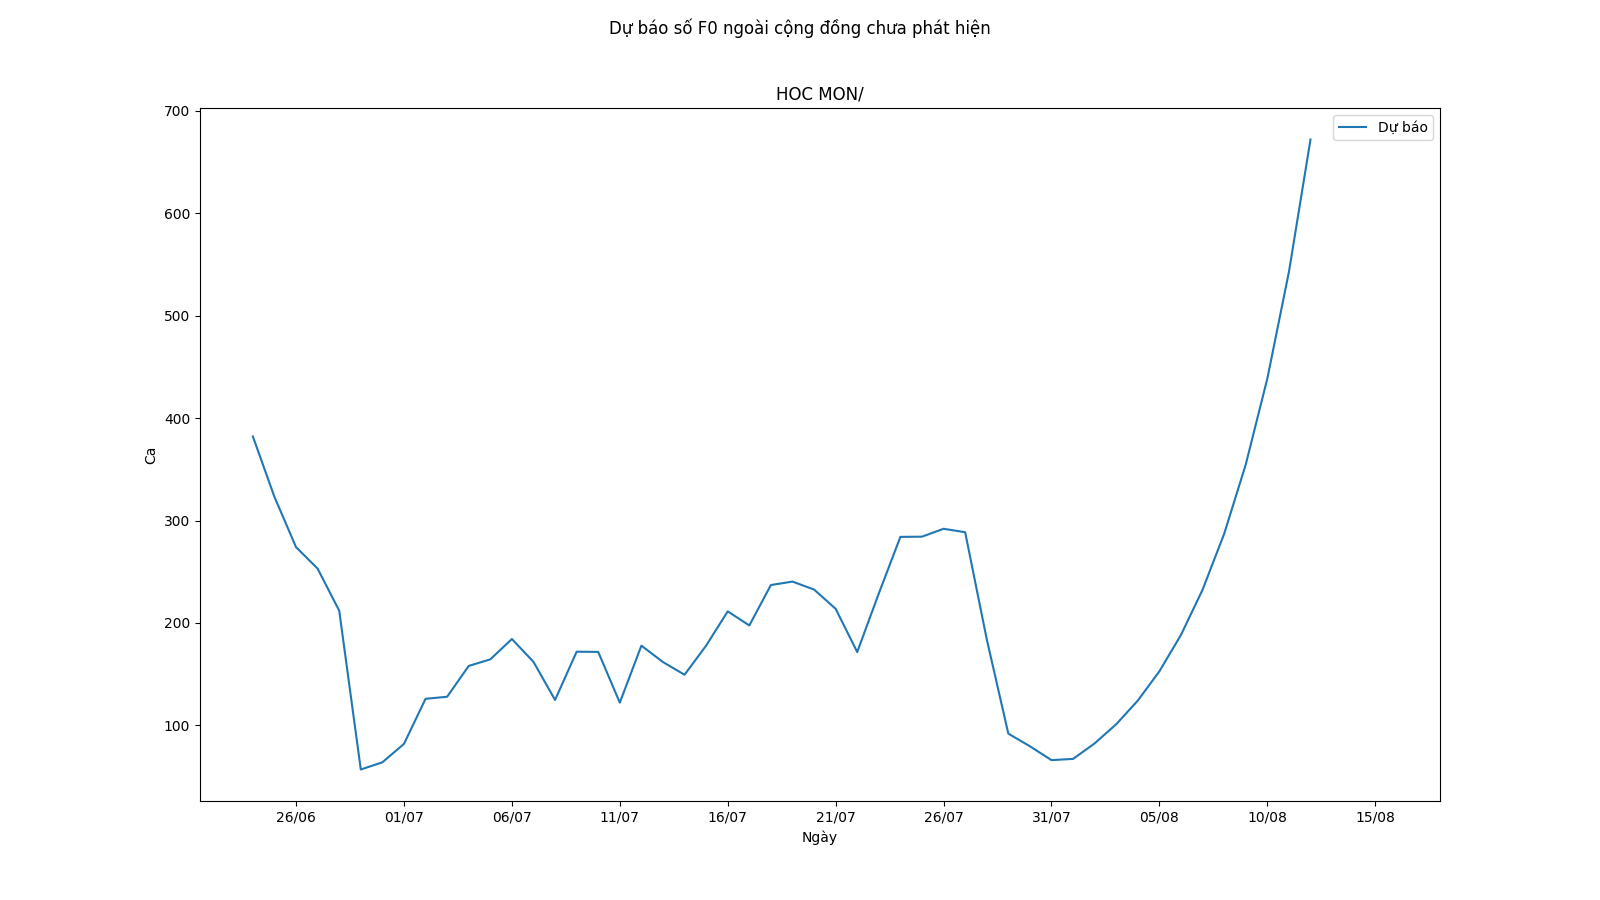 Dự báo số F0 ngoài cộng đồng chưa phát hiện
HOC MON/
Dự báo
700
600
500
400
300
200
100
Ca
26/06 01/07 06/07 11/07 16/07 21/07 26/07 31/07 05/08 10/08 15/08
Ngày